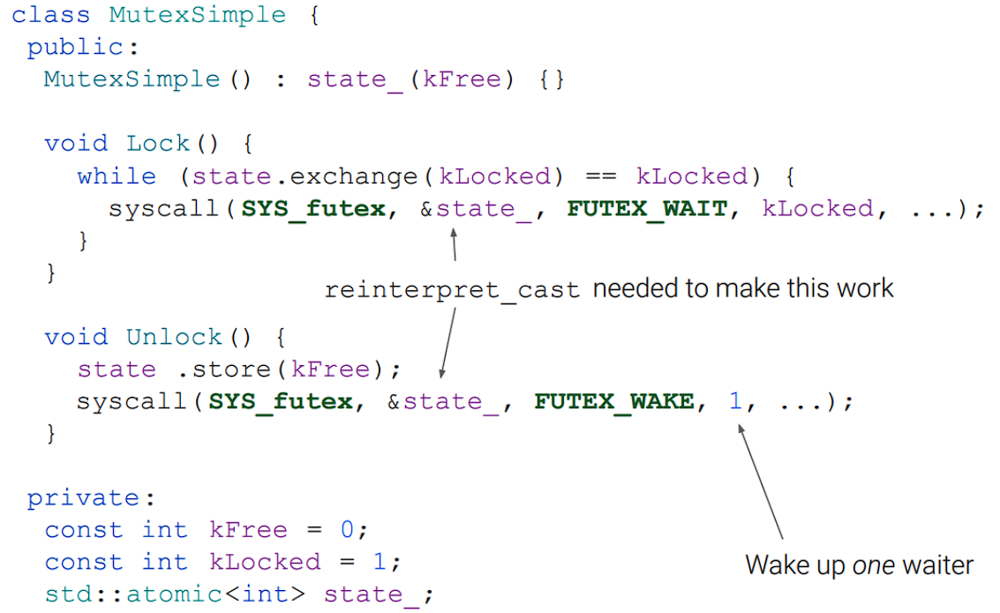 class MutexSimple {
public:
MutexSimple() : state_(kFree) {}
void Lock() {
while (state.exchange(kLocked) == kLocked) {
syscall(SYS_futex, &state_, FUTEX_WAIT, kLocked, ...);
}
}
reinterpret_cast needed to make this work
void Unlock() {
state .store(kFree);
syscall(SYS_futex, &state_, FUTEX_WAKE, 1, ...);
}
private:
const int kFree = 0;
const int kLocked = 1;
Wake up one waiter
std::atomic<int> state_;